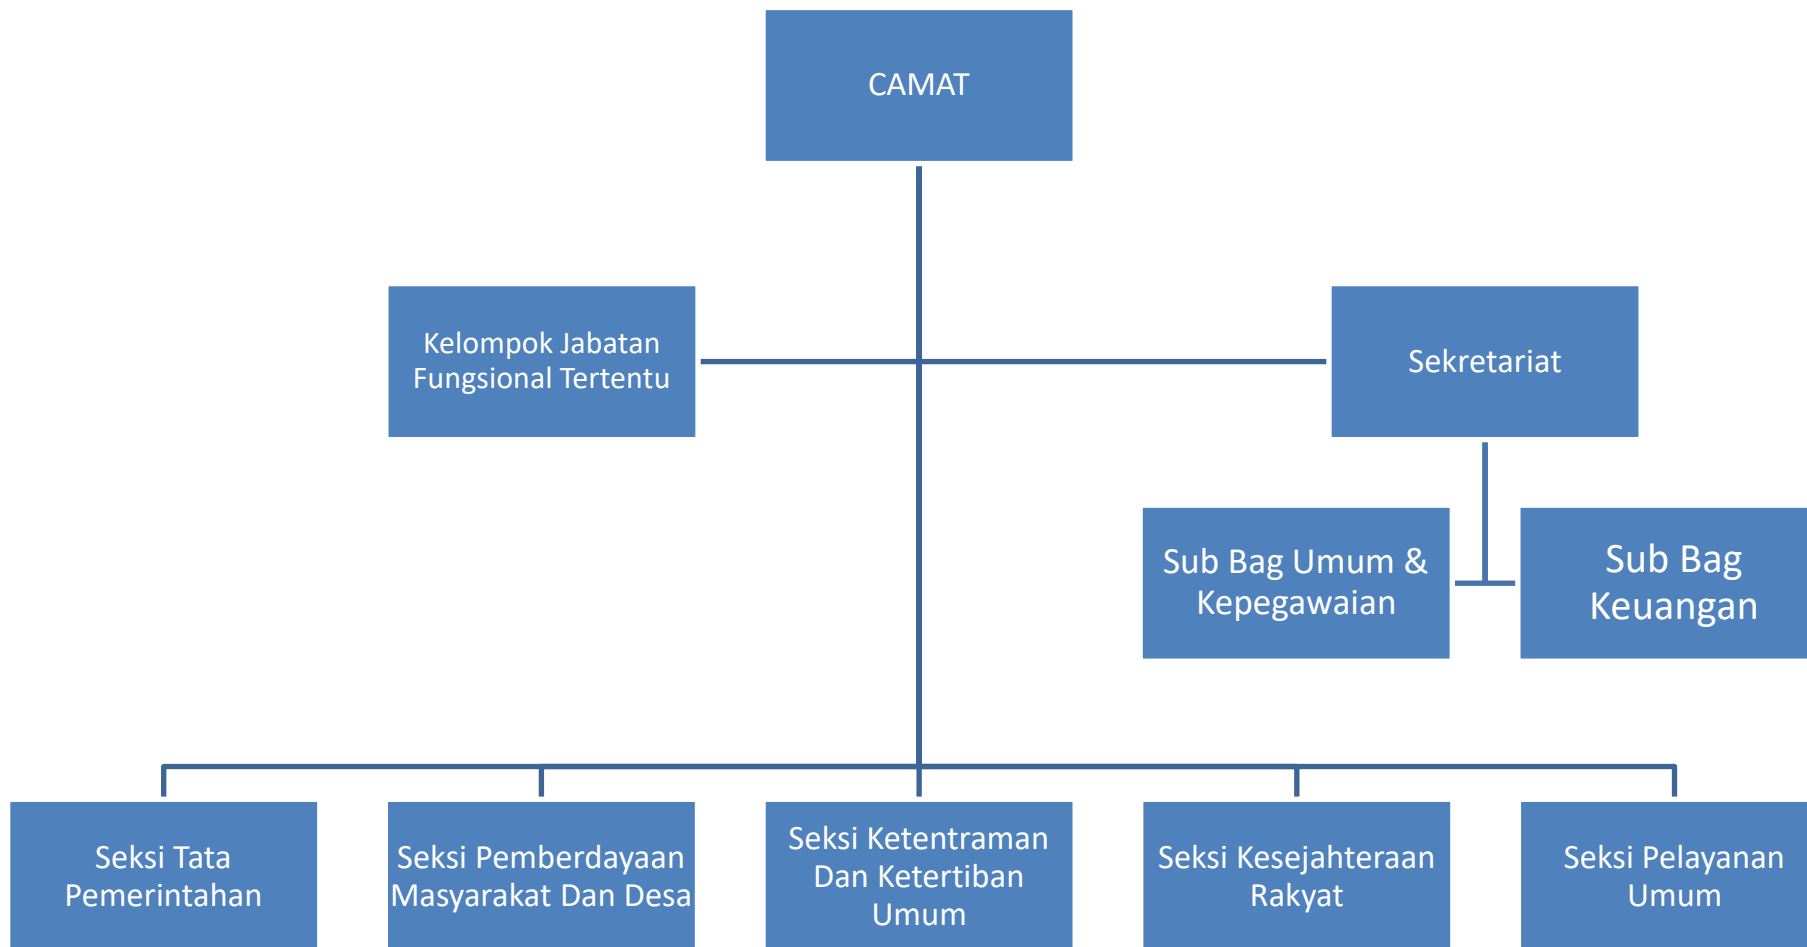 CAMAT
Kelompok Jabatan
Fungsional Tertentu
Sekretariat
Sub Bag Umum &
Kepegawaian
Sub Bag
Keuangan
Seksi Tata
Pemerintahan
Seksi Pemberdayaan
Masyarakat Dan Desa
Seksi Ketentraman
Dan Ketertiban
Umum
Seksi Kesejahteraan
Rakyat
Seksi Pelayanan
Umum